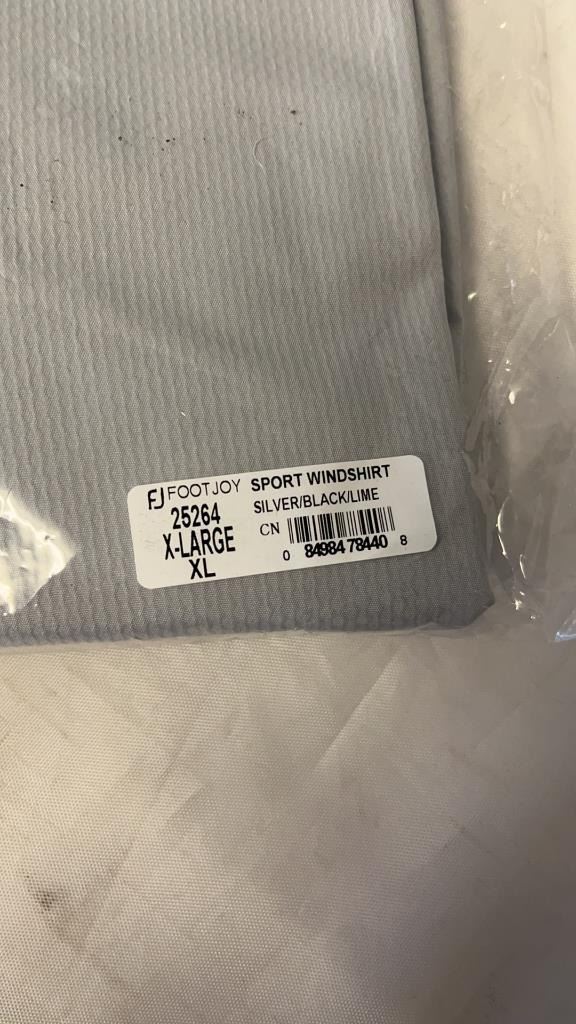 FJ FOOTJOY SPORT WINDSHIRT
25264 SILVER/BLACK/LIME
X-LARGE CN
XL 0 84984 78440 8